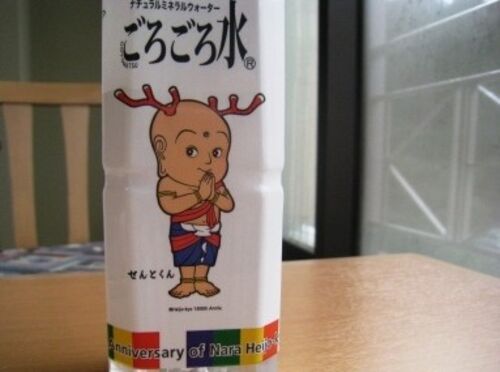 ナチュラルミネラルウォーター
ごろごろ水®
せんとくん
Anniversary of Nara Heijo-